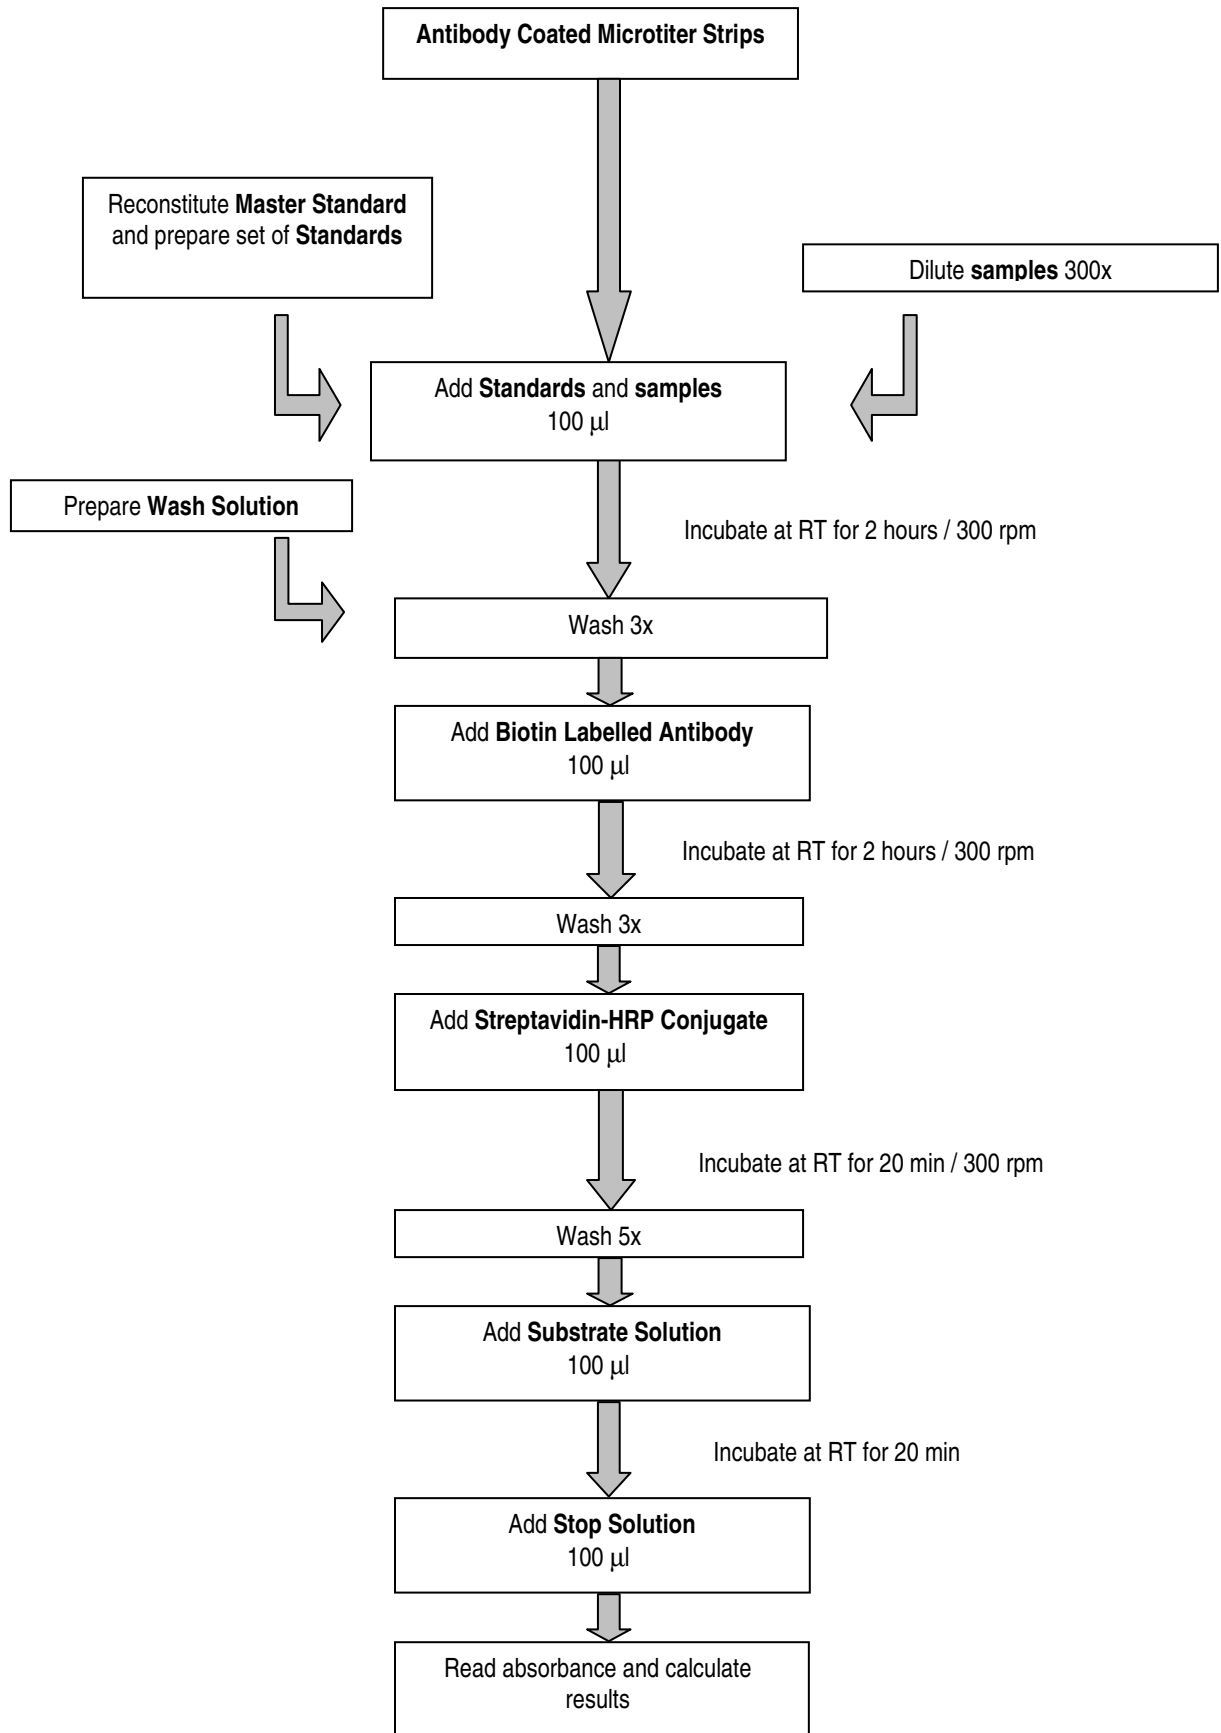 Antibody Coated Microtiter Strips
Reconstitute Master Standard
and prepare set of Standards
Dilute samples 300x
Add Standards and samples
100 µl
Prepare Wash Solution
Incubate at RT for 2 hours / 300 rpm
Wash 3x
Add Biotin Labelled Antibody
100 µl
Incubate at RT for 2 hours / 300 rpm
Wash 3x
Add Streptavidin-HRP Conjugate
100 µl
Incubate at RT for 20 min / 300 rpm
Wash 5x
Add Substrate Solution
100 µl
Incubate at RT for 20 min
Add Stop Solution
100 µl
Read absorbance and calculate
results